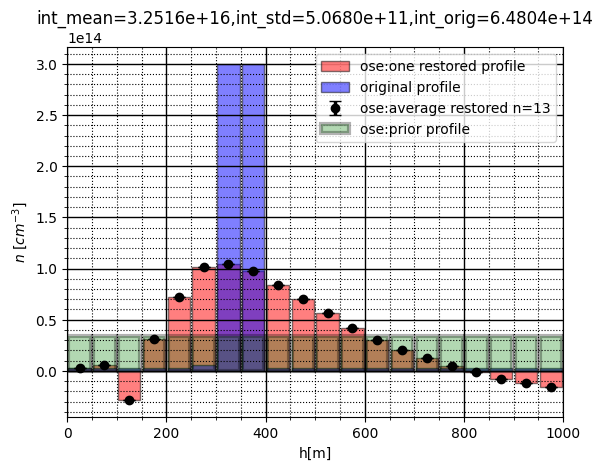 int_mean=3.2516e+16,int_std=5.0680e+11,int_orig=6.4804e+14
1e14
ose:one restored profile
original profile
ose:average restored n=13
ose:prior profile
3.0
2.5
2.0
1.5
1.0
0.5
0.0
n [cm⁻³]
0 200 400 600 800 1000
h[m]